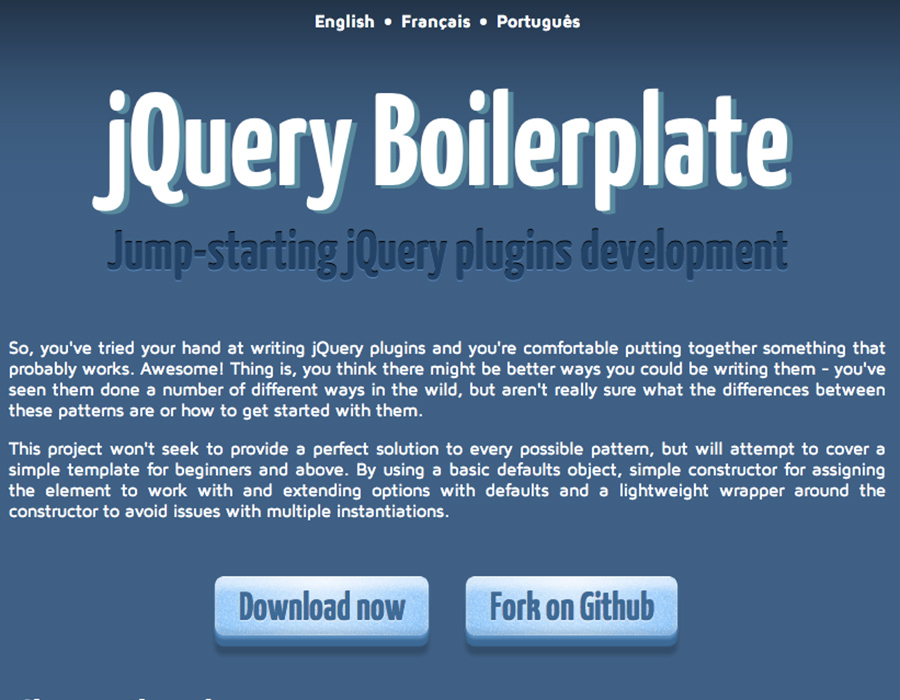 English • Français • Português
jQuery Boilerplate
Jump-starting jQuery plugins development
So, you've tried your hand at writing jQuery plugins and you're comfortable putting together something that
probably works. Awesome! Thing is, you think there might be better ways you could be writing them - you've
seen them done a number of different ways in the wild, but aren't really sure what the differences between
these patterns are or how to get started with them.
This project won't seek to provide a perfect solution to every possible pattern, but will attempt to cover a
simple template for beginners and above. By using a basic defaults object, simple constructor for assigning
the element to work with and extending options with defaults and a lightweight wrapper around the
constructor to avoid issues with multiple instantiations.
Download now
Fork on Github